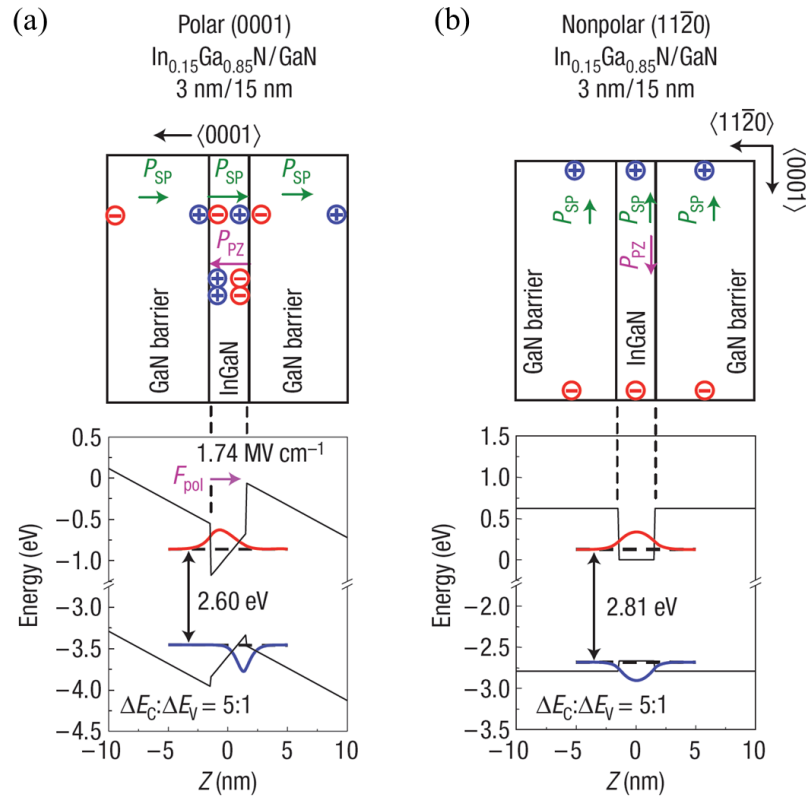 (a)
Polar (0001)
In0.15Ga0.85N/GaN
3 nm/15 nm
⟨0001⟩
PSP
PSP
PSP
PPZ
GaN barrier
InGaN
GaN barrier
1.74 MV cm−1
Fpol
2.60 eV
ΔEC:ΔEV = 5:1
Energy (eV)
0.5
0
−0.5
−1.0
−3.5
−4.0
−4.5
−10
−5
0
5
10
Z (nm)
(b)
Nonpolar (112̄0)
In0.15Ga0.85N/GaN
3 nm/15 nm
⟨112̄0⟩
⟨0001⟩
PSP
PSP
PSP
PPZ
GaN barrier
InGaN
GaN barrier
2.81 eV
ΔEC:ΔEV = 5:1
Energy (eV)
1.5
1.0
0.5
0
−2.0
−2.5
−3.0
−3.5
−10
−5
0
5
10
Z (nm)